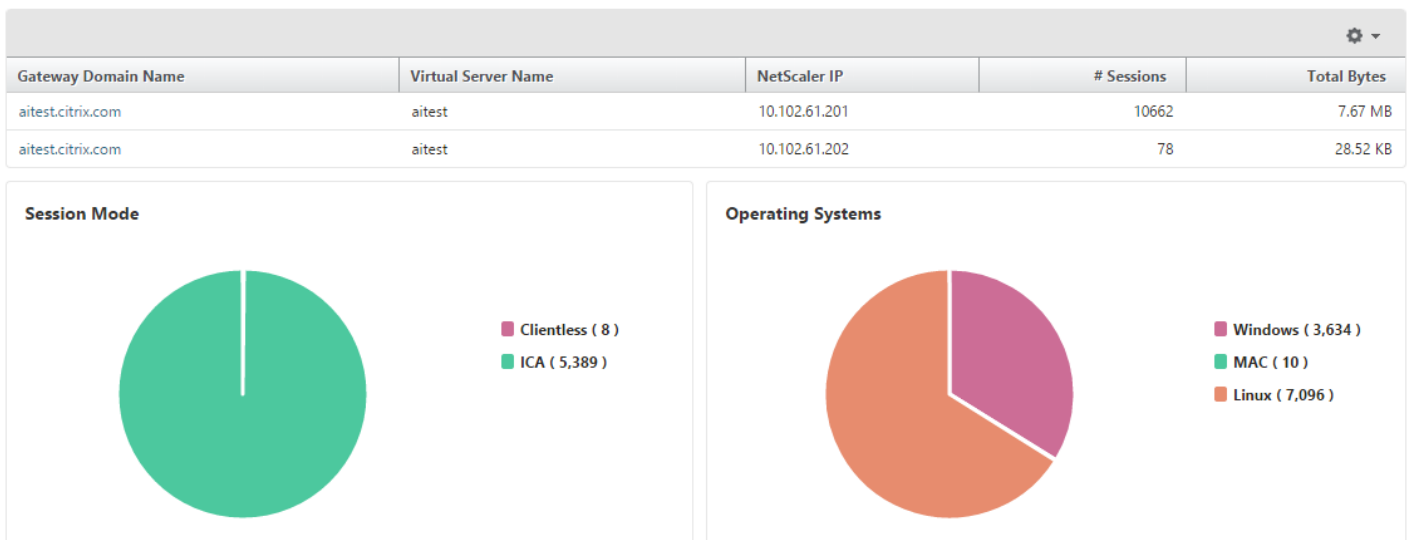 Gateway Domain Name Virtual Server Name NetScaler IP # Sessions Total Bytes
aitest.citrix.com aitest 10.102.61.201 10662 7.67 MB
aitest.citrix.com aitest 10.102.61.202 78 28.52 KB
Session Mode
Clientless ( 8 )
ICA ( 5,389 )
Operating Systems
Windows ( 3,634 )
MAC ( 10 )
Linux ( 7,096 )